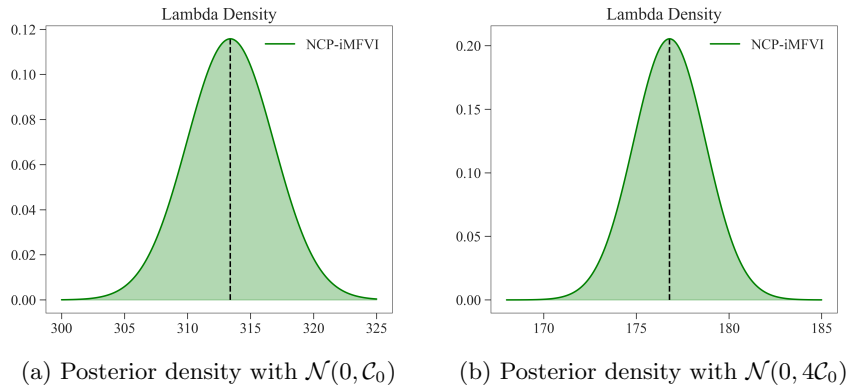 Lambda Density
NCP-iMFVI
0.12
0.10
0.08
0.06
0.04
0.02
0.00
300 305 310 315 320 325
(a) Posterior density with 𝒩(0, 𝒞₀)
Lambda Density
NCP-iMFVI
0.20
0.15
0.10
0.05
0.00
170 175 180 185
(b) Posterior density with 𝒩(0, 4𝒞₀)